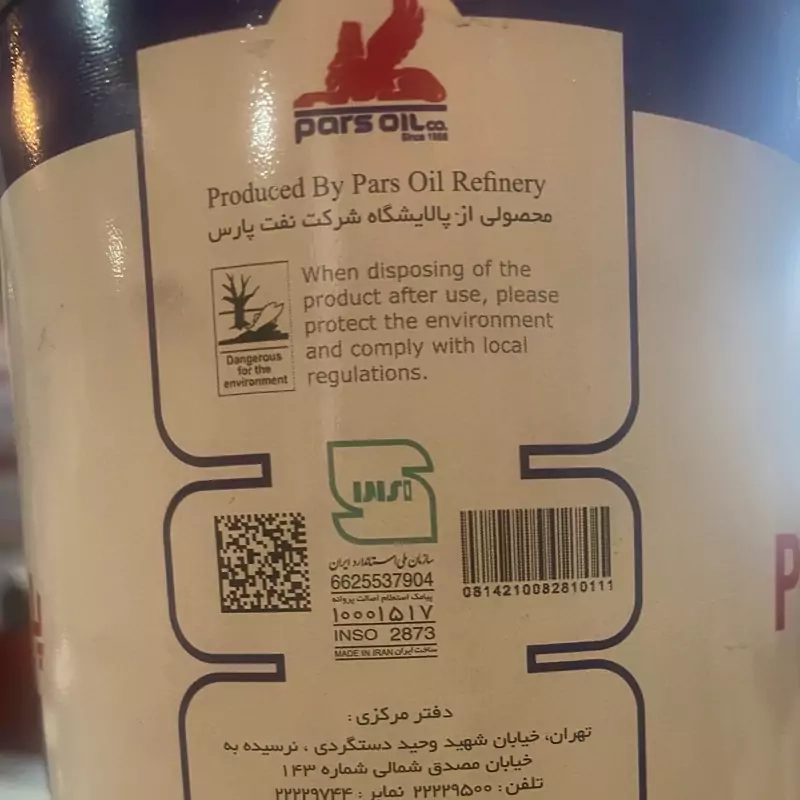 pars OIL co.
Since 1958
Produced By Pars Oil Refinery
محصولی از پالایشگاه شرکت نفت پارس
When disposing of the
product after use, please
protect the environment
and comply with local
regulations.
Dangerous
for the
environment
سازمان ملی استاندارد ایران
6625537904
پیامک استعلام اصالت پروانه
۱۰۰۰۱۵۱۷
INSO 2873
MADE IN IRAN ساخت ایران
0814210082810111
P
دفتر مرکزی :
تهران، خیابان شهید وحید دستگردی ، نرسیده به
خیابان مصدق شمالی شماره ۱۴۳
تلفن : ۲۲۲۲۹۵۰۰ نمابر : ۲۲۲۲۹۷۴۴